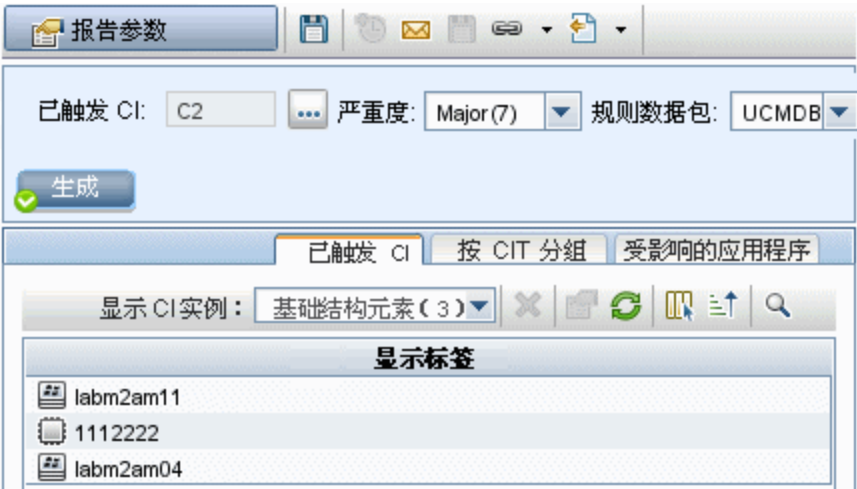 报告参数
已触发 CI: C2 ... 严重度: Major(7) 规则数据包: UCMDB
生成
已触发 CI 按 CIT 分组 受影响的应用程序
显示CI实例： 基础结构元素(3)
显示标签
labm2am11
1112222
labm2am04